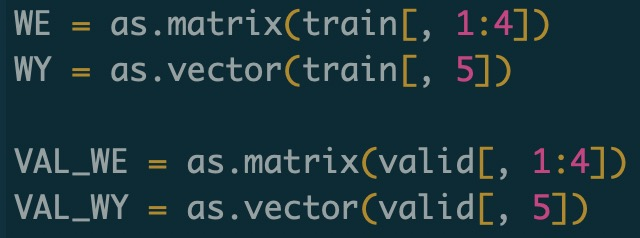 WE = as.matrix(train[, 1:4])
WY = as.vector(train[, 5])
VAL_WE = as.matrix(valid[, 1:4])
VAL_WY = as.vector(valid[, 5])